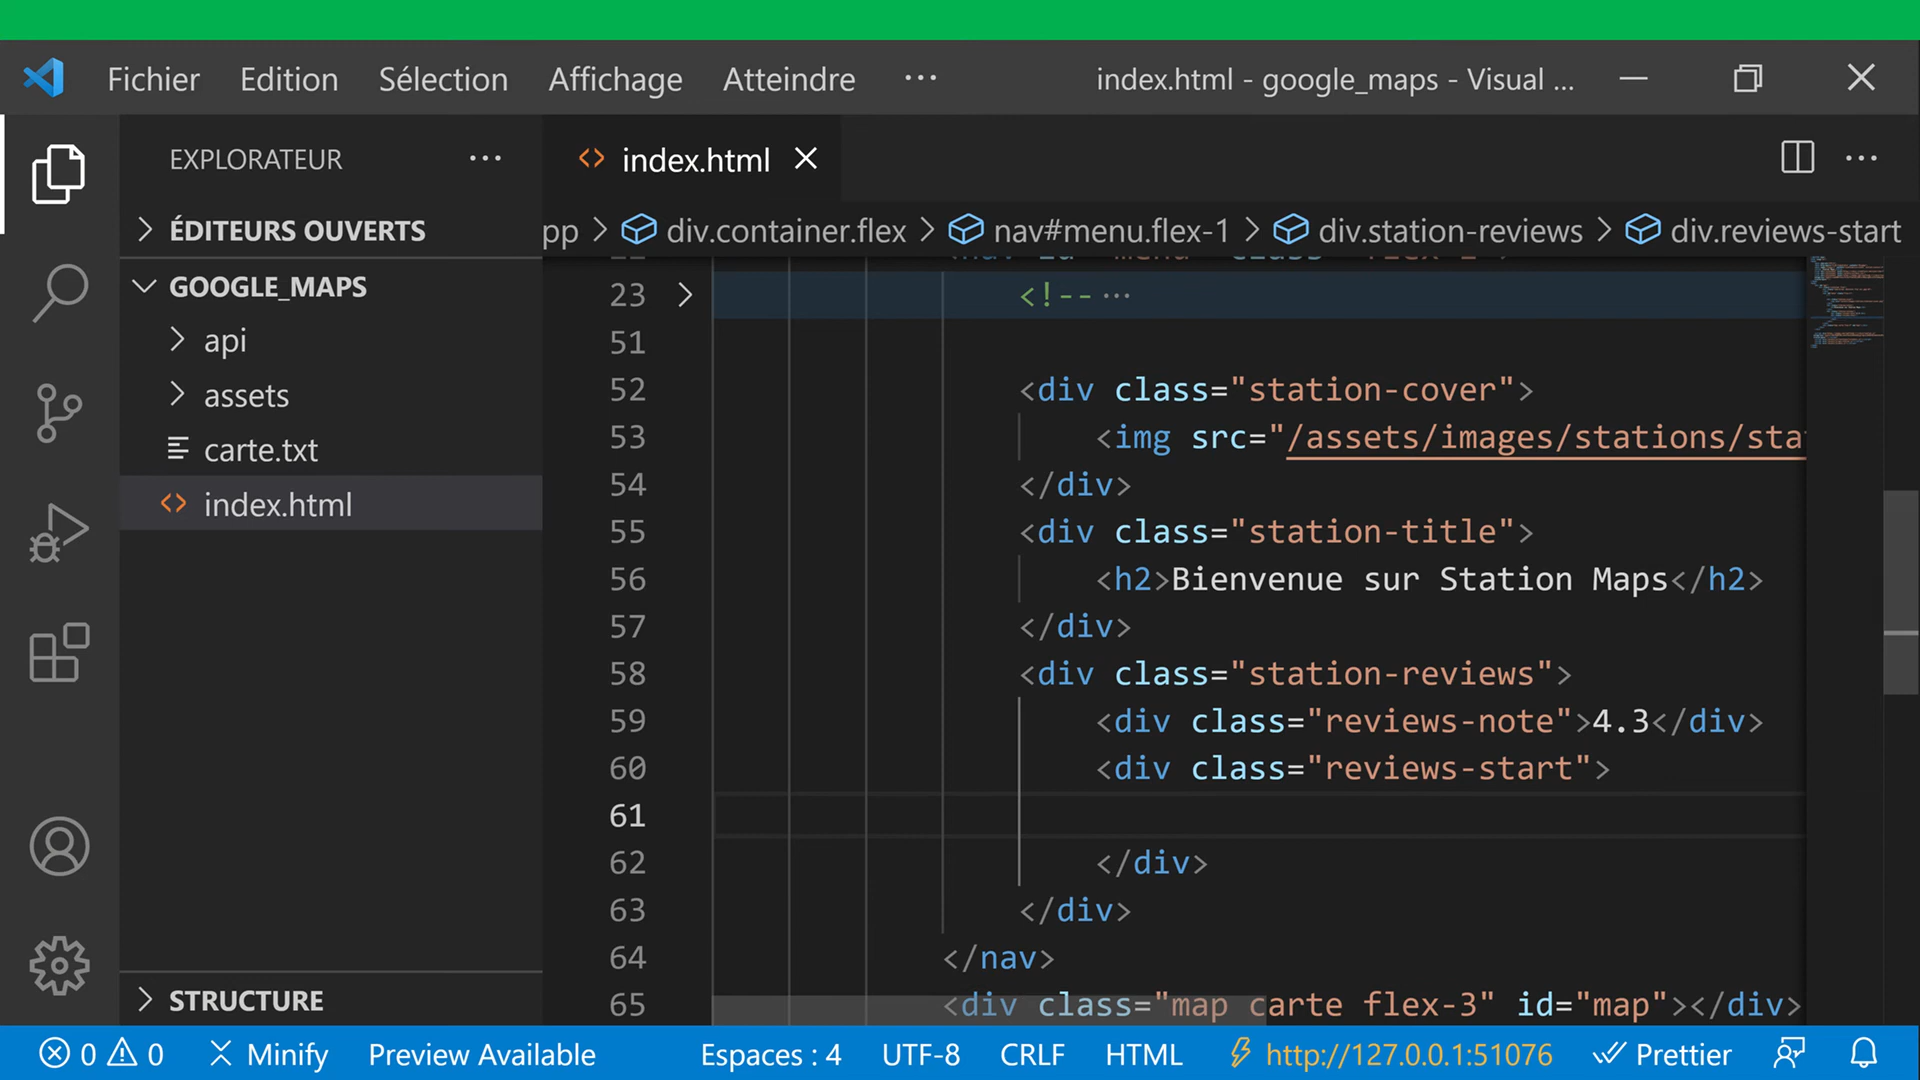 Fichier Edition Sélection Affichage Atteindre ··· index.html - google_maps - Visual ...
EXPLORATEUR ···
index.html
ÉDITEURS OUVERTS
pp > div.container.flex > nav#menu.flex-1 > div.station-reviews > div.reviews-start
GOOGLE_MAPS
api
assets
carte.txt
index.html
STRUCTURE
23 <!-- ···
51
52 <div class="station-cover">
53 <img src="/assets/images/stations/sta
54 </div>
55 <div class="station-title">
56 <h2>Bienvenue sur Station Maps</h2>
57 </div>
58 <div class="station-reviews">
59 <div class="reviews-note">4.3</div>
60 <div class="reviews-start">
61
62 </div>
63 </div>
64 </nav>
65 <div class="map carte flex-3" id="map"></div>
0 0 Minify Preview Available Espaces : 4 UTF-8 CRLF HTML http://127.0.0.1:51076 Prettier